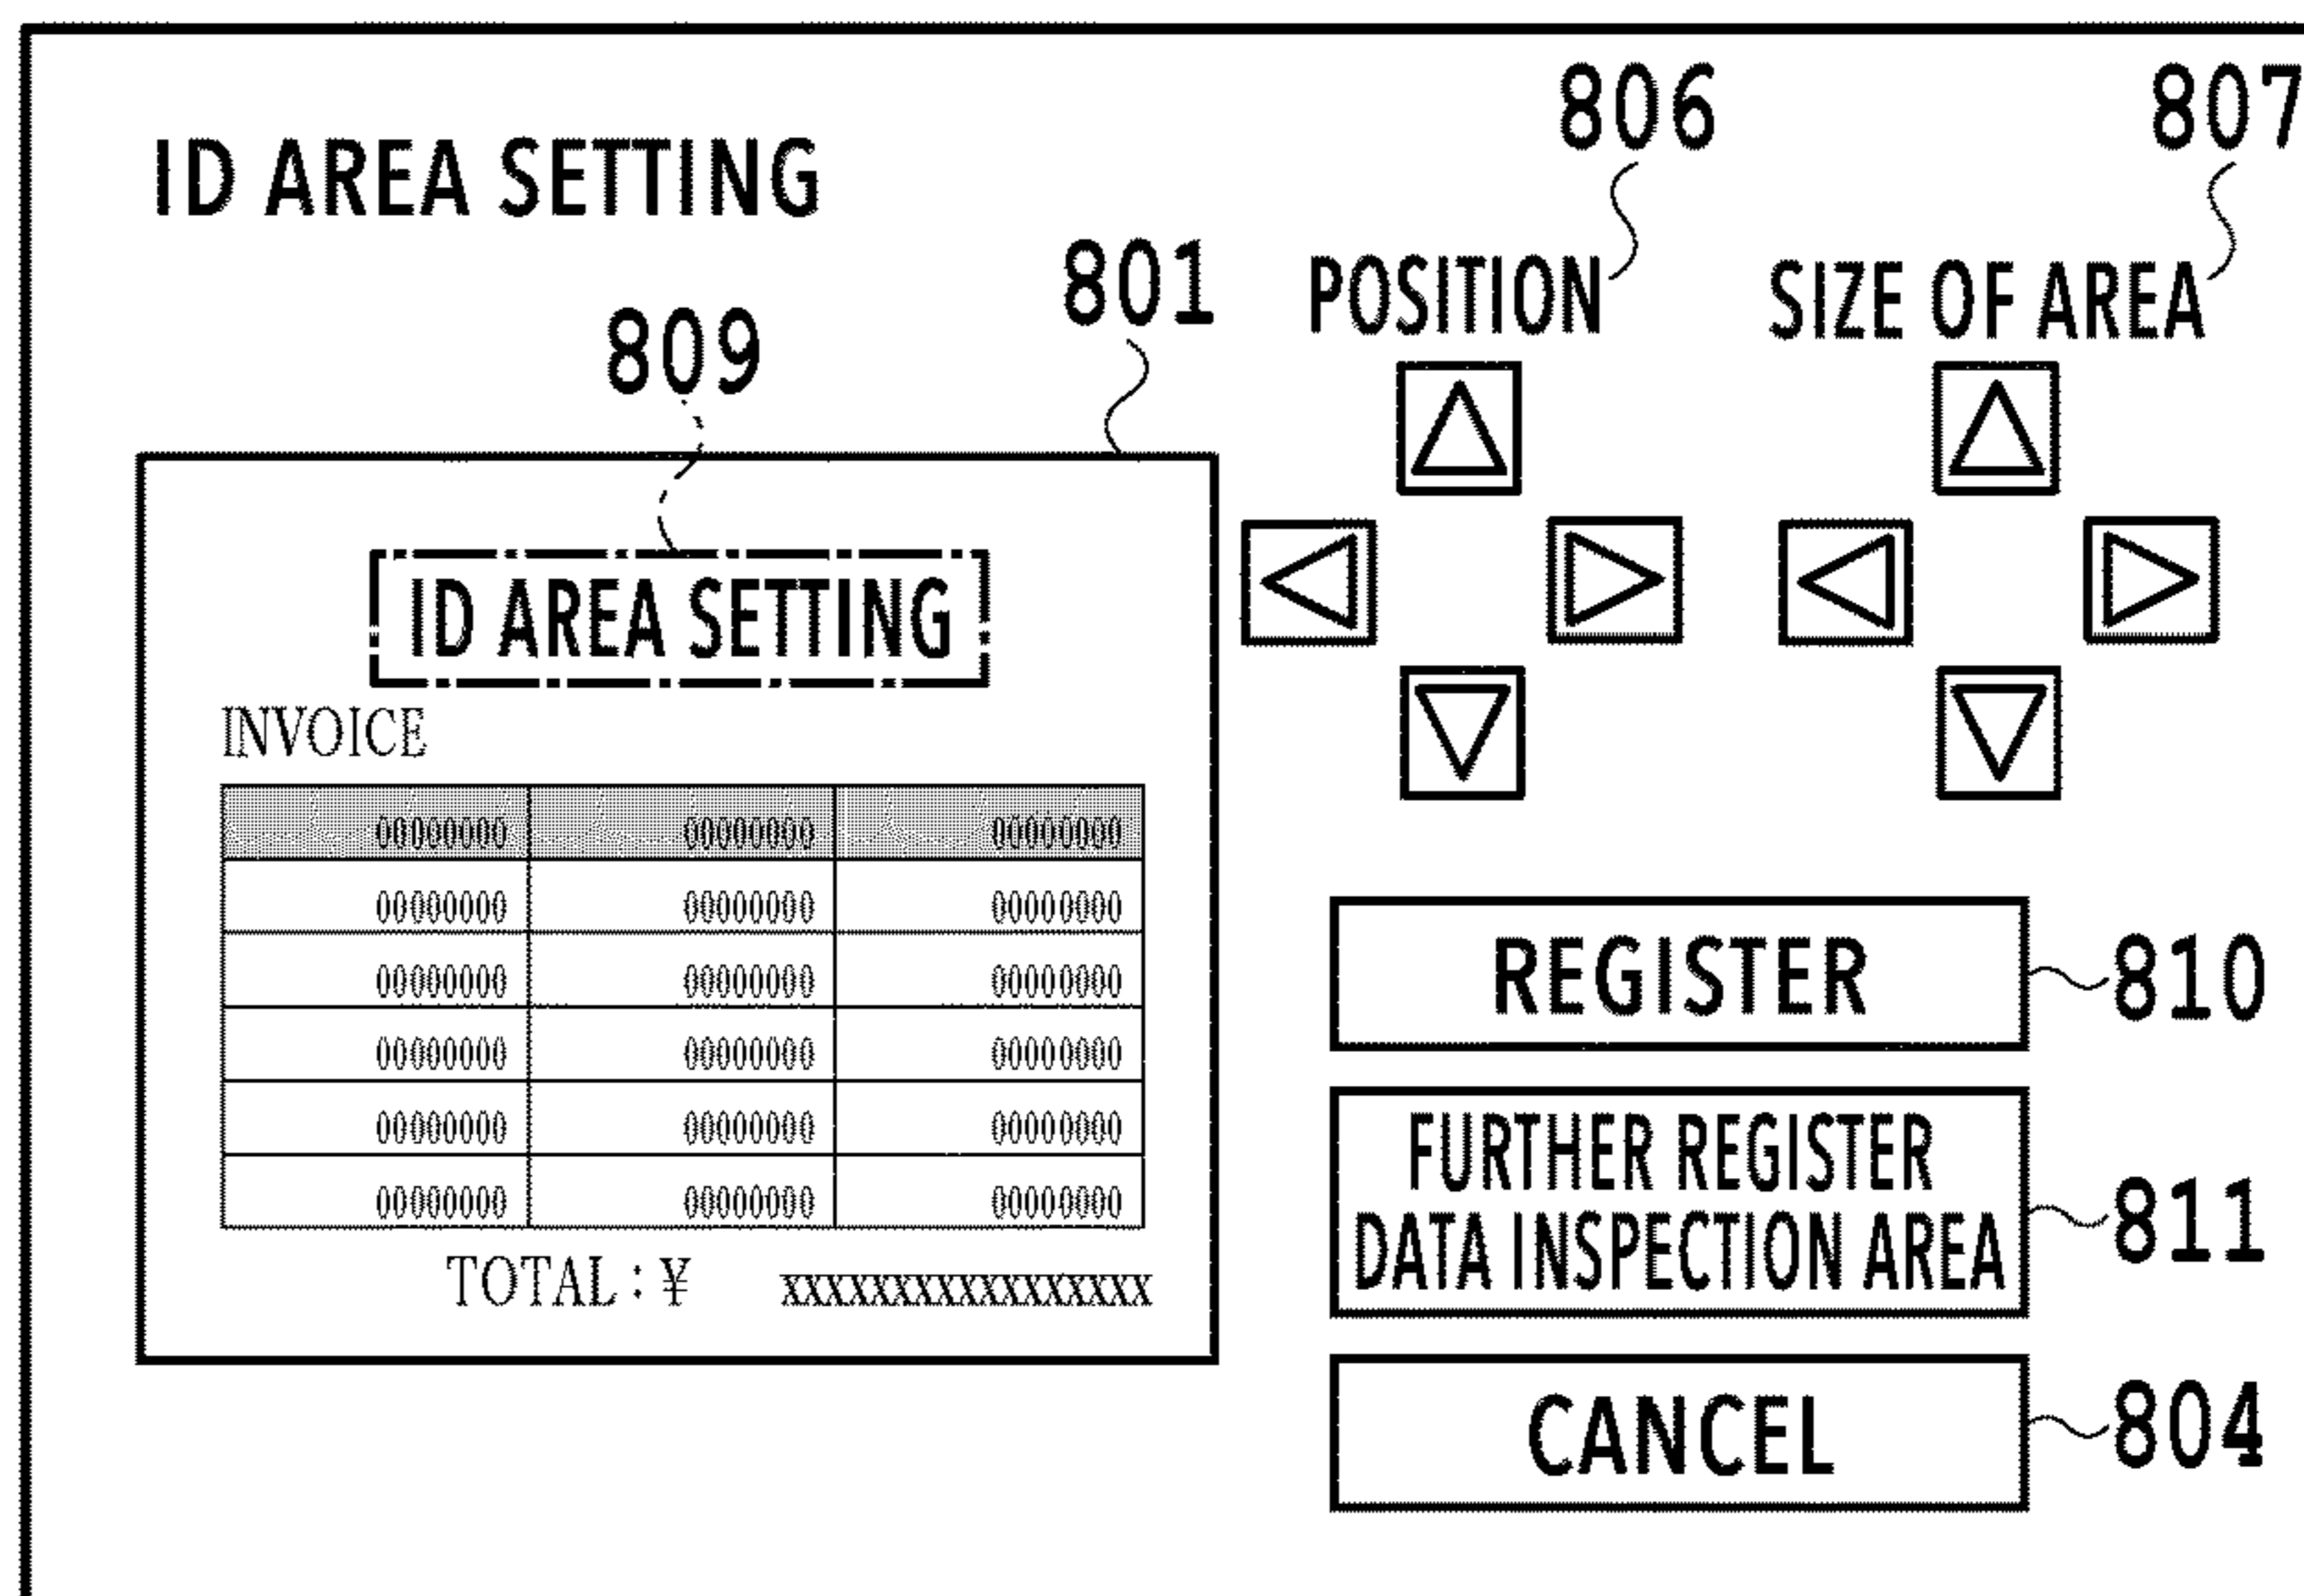 806 807
ID AREA SETTING
801
POSITION SIZE OF AREA
809
ID AREA SETTING
INVOICE
00000000 00000000 00000000
00000000 00000000 00000000
00000000 00000000 00000000
00000000 00000000 00000000
00000000 00000000 00000000
00000000 00000000 00000000
TOTAL : ¥ XXXXXXXXXXXXXXXXX
REGISTER 810
FURTHER REGISTER
DATA INSPECTION AREA 811
CANCEL 804